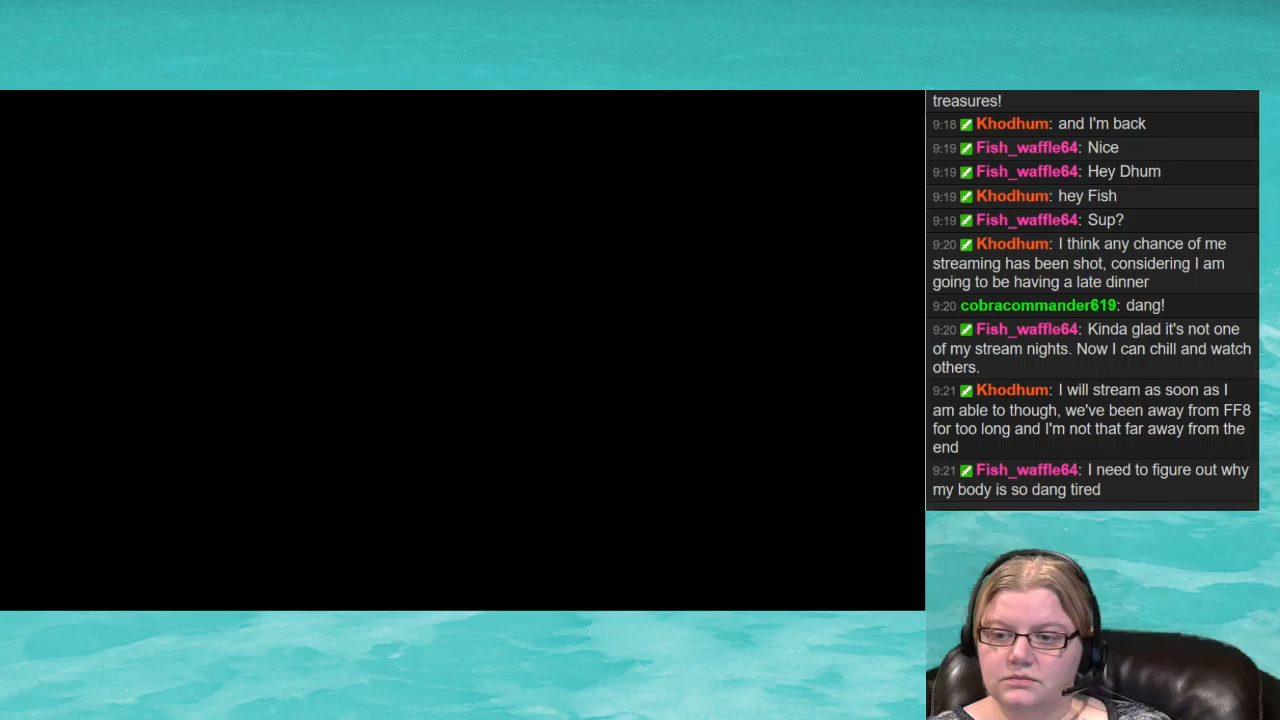 treasures!
9:18 Khodhum: and I'm back
9:19 Fish_waffle64: Nice
9:19 Fish_waffle64: Hey Dhum
9:19 Khodhum: hey Fish
9:19 Fish_waffle64: Sup?
9:20 Khodhum: I think any chance of me
streaming has been shot, considering I am
going to be having a late dinner
9:20 cobracommander619: dang!
9:20 Fish_waffle64: Kinda glad it's not one
of my stream nights. Now I can chill and watch
others.
9:21 Khodhum: I will stream as soon as I
am able to though, we've been away from FF8
for too long and I'm not that far away from the
end
9:21 Fish_waffle64: I need to figure out why
my body is so dang tired